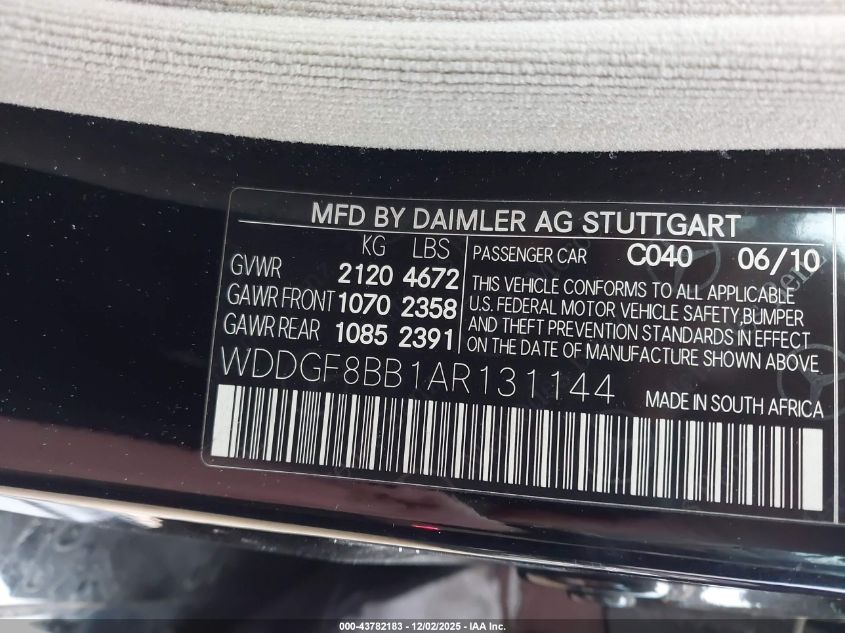 MFD BY DAIMLER AG STUTTGART
KG LBS
GVWR 2120 4672
GAWR FRONT 1070 2358
GAWR REAR 1085 2391
PASSENGER CAR C040 06/10
THIS VEHICLE CONFORMS TO ALL APPLICABLE
U.S. FEDERAL MOTOR VEHICLE SAFETY, BUMPER
AND THEFT PREVENTION STANDARDS IN EFFECT
ON THE DATE OF MANUFACTURE SHOWN ABOVE
WDDGF8BB1AR131144
MADE IN SOUTH AFRICA
000-43782183 - 12/02/2025 - IAA Inc.